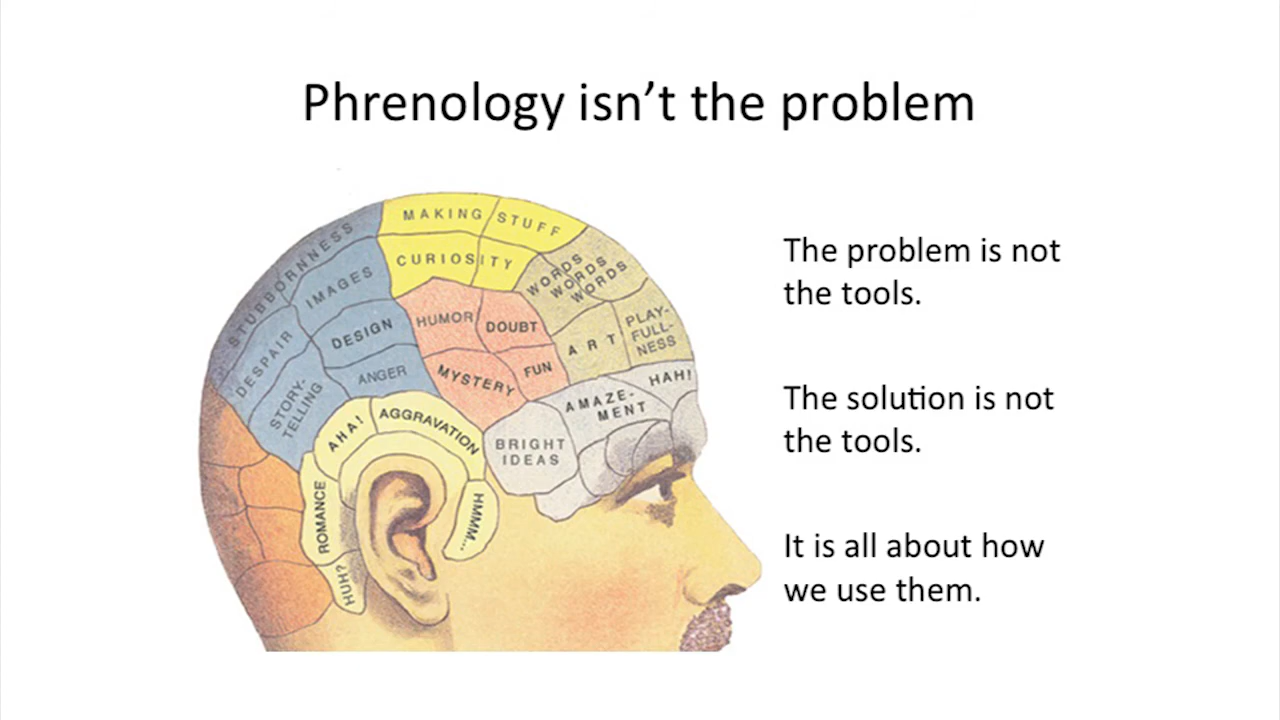 Phrenology isn’t the problem
MAKING STUFF
CURIOSITY
STUBBORNNESS
IMAGES
DESIGN
DESPAIR
STORY-
TELLING
ANGER
HUMOR
DOUBT
MYSTERY
FUN
WORDS
WORDS
WORDS
ART
PLAY-
FULL-
NESS
HAH!
AMAZE-
MENT
BRIGHT
IDEAS
AHA!
AGGRAVATION
ROMANCE
HMMM...
HUH?
The problem is not
the tools.
The solution is not
the tools.
It is all about how
we use them.